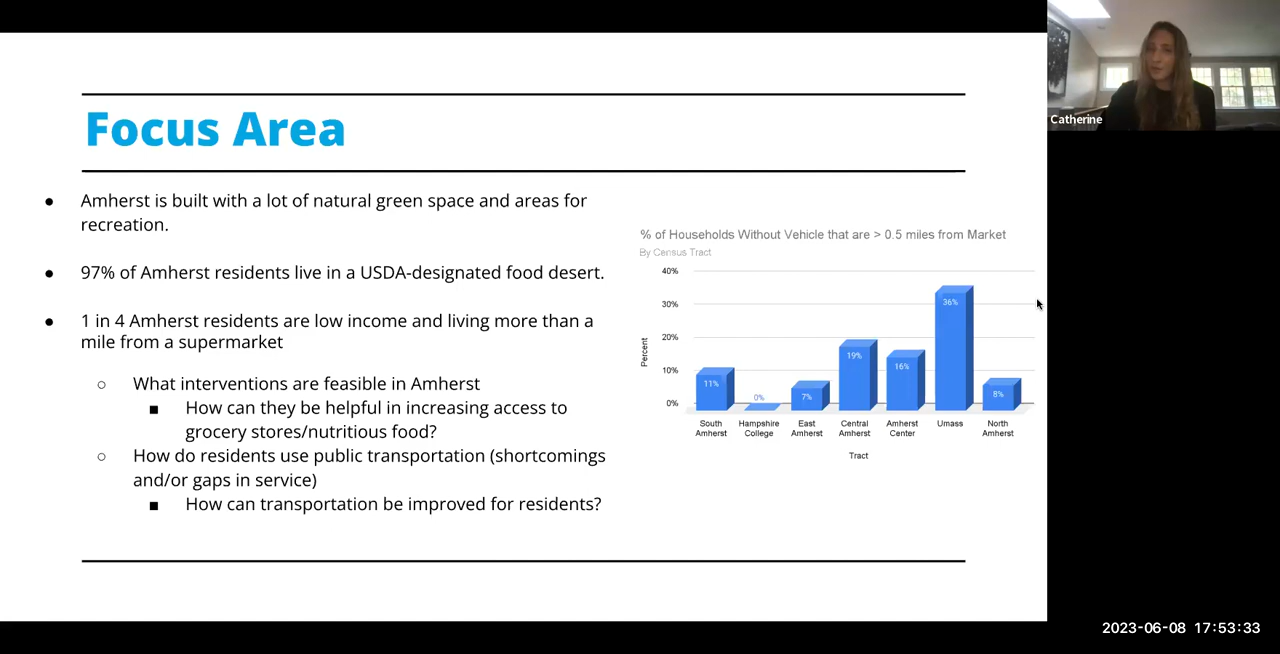 Focus Area
● Amherst is built with a lot of natural green space and areas for
recreation.
● 97% of Amherst residents live in a USDA-designated food desert.
● 1 in 4 Amherst residents are low income and living more than a
mile from a supermarket
○ What interventions are feasible in Amherst
■ How can they be helpful in increasing access to
grocery stores/nutritious food?
○ How do residents use public transportation (shortcomings
and/or gaps in service)
■ How can transportation be improved for residents?
% of Households Without Vehicle that are > 0.5 miles from Market
By Census Tract
Percent
40%
30%
20%
10%
0%
11%
0%
7%
19%
16%
36%
8%
South
Amherst
Hampshire
College
East
Amherst
Central
Amherst
Amherst
Center
Umass
North
Amherst
Tract
Catherine
2023-06-08 17:53:33